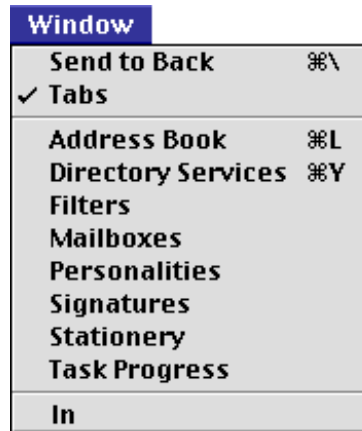 Window
Send to Back ⌘\
✓ Tabs
Address Book ⌘L
Directory Services ⌘Y
Filters
Mailboxes
Personalities
Signatures
Stationery
Task Progress
In